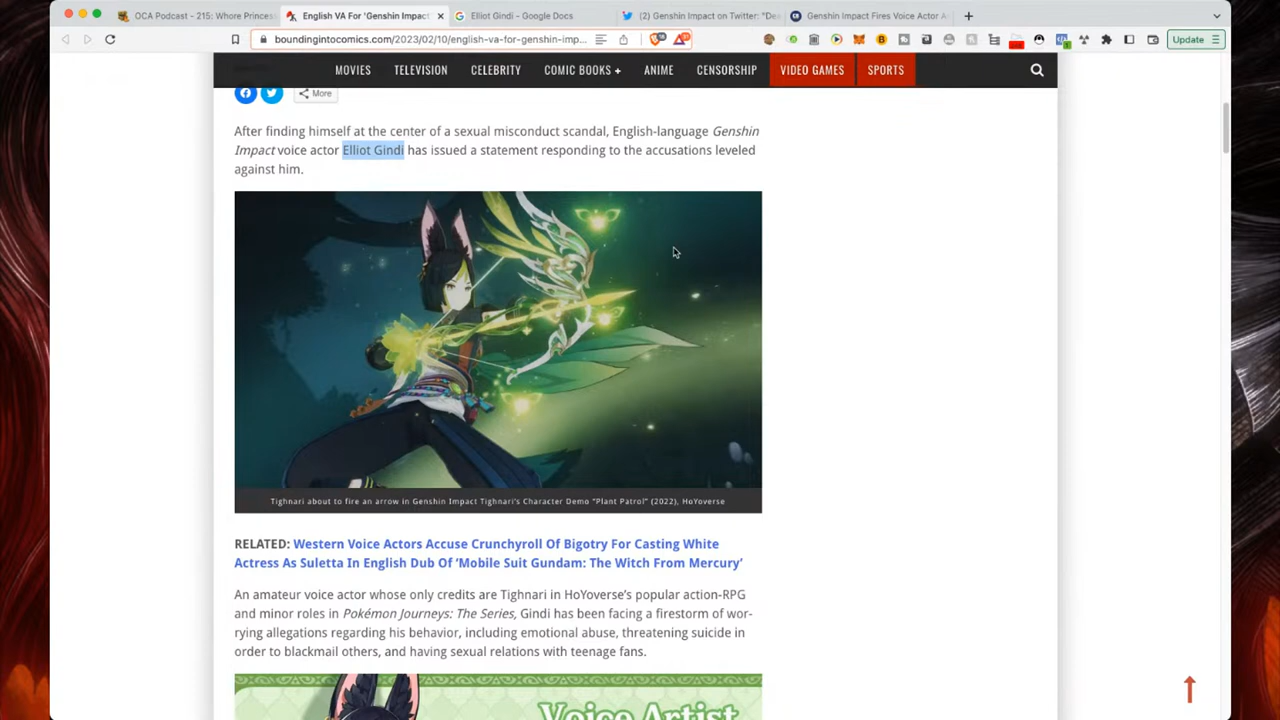 OCA Podcast - 215: Whore Princess
English VA For 'Genshin Impact
Elliot Gindi - Google Docs
(2) Genshin Impact on Twitter: "De
Genshin Impact Fires Voice Actor A
boundingintocomics.com/2023/02/10/english-va-for-genshin-imp...
Update
MOVIES TELEVISION CELEBRITY COMIC BOOKS + ANIME CENSORSHIP VIDEO GAMES SPORTS
More
After finding himself at the center of a sexual misconduct scandal, English-language Genshin
Impact voice actor Elliot Gindi has issued a statement responding to the accusations leveled
against him.
Tighnari about to fire an arrow in Genshin Impact Tighnari's Character Demo "Plant Patrol" (2022), HoYoverse
RELATED: Western Voice Actors Accuse Crunchyroll Of Bigotry For Casting White
Actress As Suletta In English Dub Of 'Mobile Suit Gundam: The Witch From Mercury'
An amateur voice actor whose only credits are Tighnari in HoYoverse's popular action-RPG
and minor roles in Pokémon Journeys: The Series, Gindi has been facing a firestorm of wor-
rying allegations regarding his behavior, including emotional abuse, threatening suicide in
order to blackmail others, and having sexual relations with teenage fans.
Voice Artist